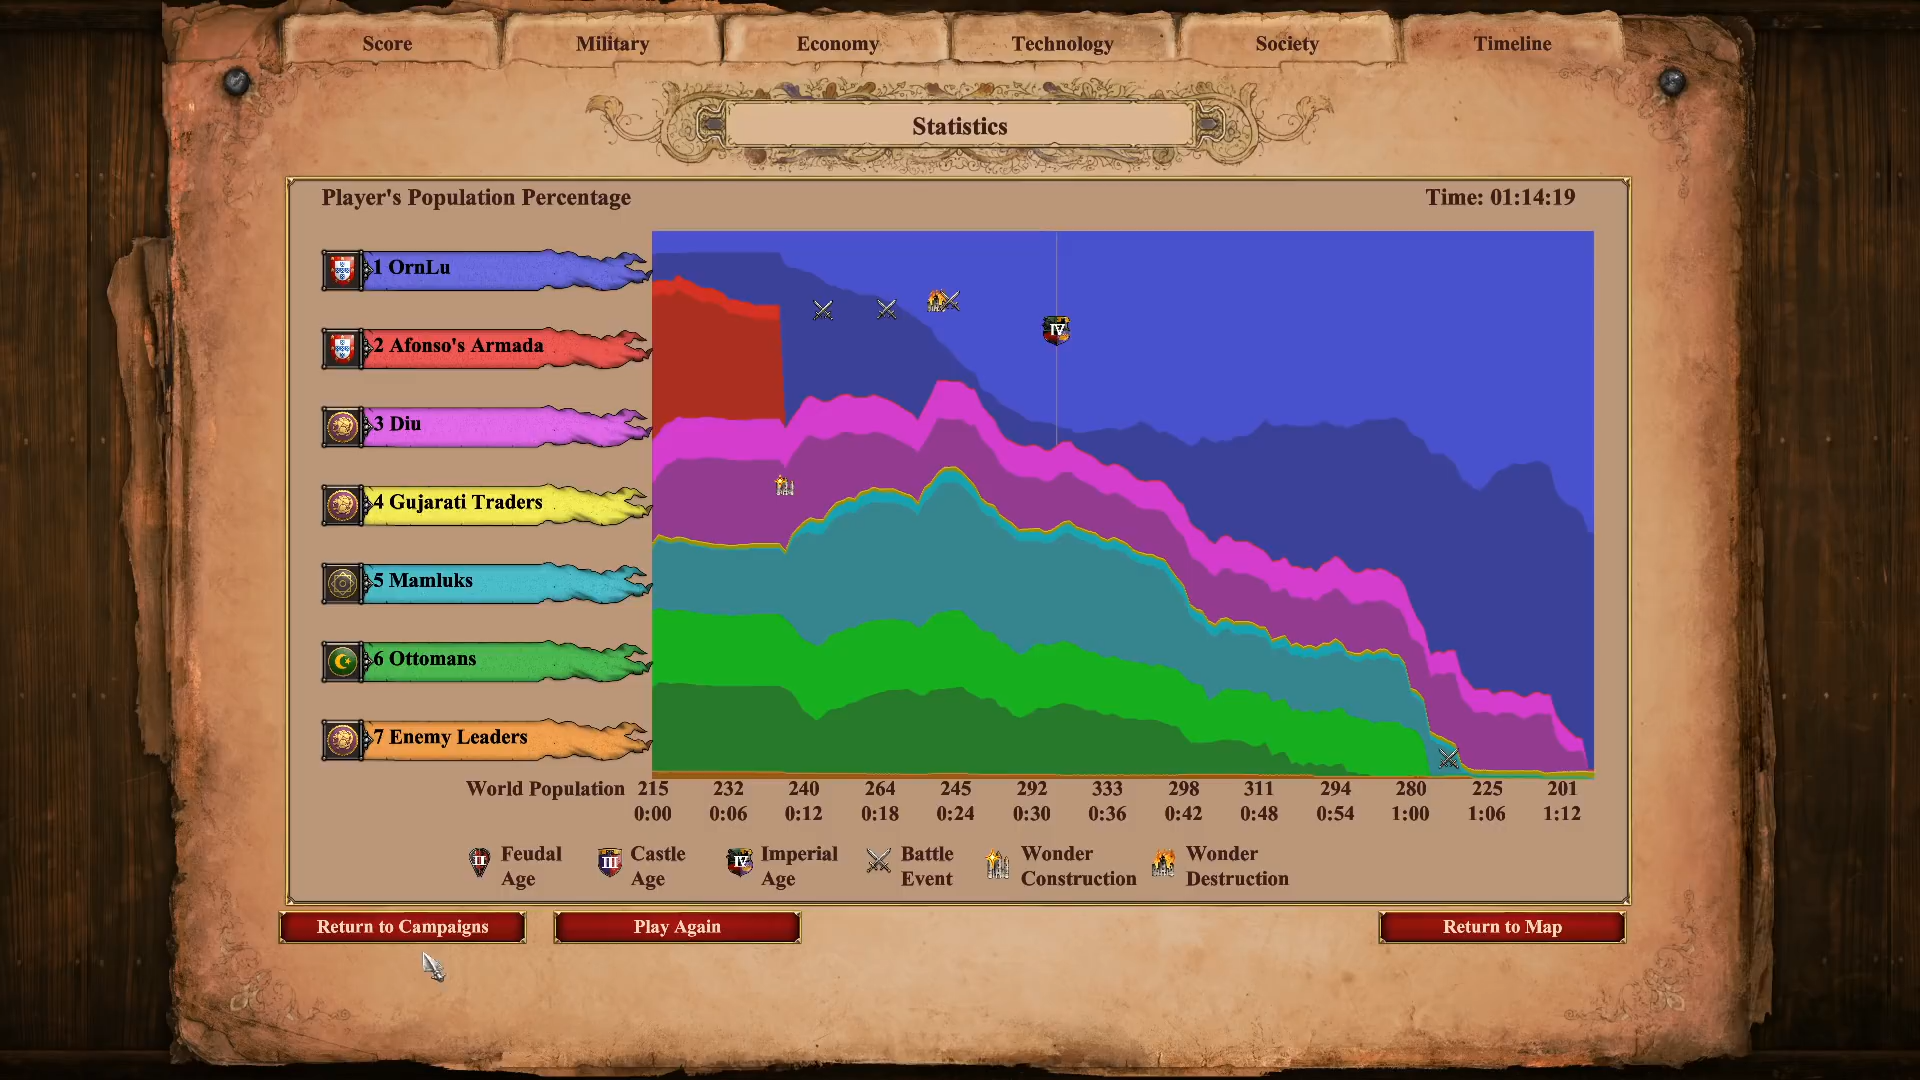 Score Military Economy Technology Society Timeline
Statistics
Player's Population Percentage Time: 01:14:19
1 OrnLu
2 Afonso's Armada
3 Diu
4 Gujarati Traders
5 Mamluks
6 Ottomans
7 Enemy Leaders
IV
World Population 215 232 240 264 245 292 333 298 311 294 280 225 201
0:00 0:06 0:12 0:18 0:24 0:30 0:36 0:42 0:48 0:54 1:00 1:06 1:12
II Feudal Age
III Castle Age
IV Imperial Age
Battle Event
Wonder Construction
Wonder Destruction
Return to Campaigns Play Again Return to Map